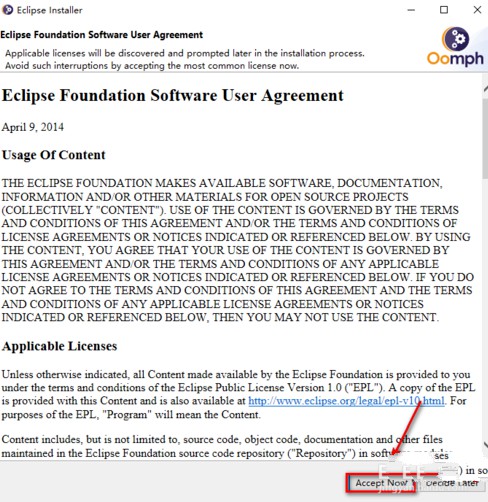 Eclipse Installer
Eclipse Foundation Software User Agreement
Applicable licenses will be discovered and prompted later in the installation process.
Avoid such interruptions by accepting the most common license now.
Oomph
Eclipse Foundation Software User Agreement
April 9, 2014
Usage Of Content
THE ECLIPSE FOUNDATION MAKES AVAILABLE SOFTWARE, DOCUMENTATION,
INFORMATION AND/OR OTHER MATERIALS FOR OPEN SOURCE PROJECTS
(COLLECTIVELY "CONTENT"). USE OF THE CONTENT IS GOVERNED BY THE TERMS
AND CONDITIONS OF THIS AGREEMENT AND/OR THE TERMS AND CONDITIONS OF
LICENSE AGREEMENTS OR NOTICES INDICATED OR REFERENCED BELOW. BY USING
THE CONTENT, YOU AGREE THAT YOUR USE OF THE CONTENT IS GOVERNED BY
THIS AGREEMENT AND/OR THE TERMS AND CONDITIONS OF ANY APPLICABLE
LICENSE AGREEMENTS OR NOTICES INDICATED OR REFERENCED BELOW. IF YOU DO
NOT AGREE TO THE TERMS AND CONDITIONS OF THIS AGREEMENT AND THE TERMS
AND CONDITIONS OF ANY APPLICABLE LICENSE AGREEMENTS OR NOTICES
INDICATED OR REFERENCED BELOW, THEN YOU MAY NOT USE THE CONTENT.
Applicable Licenses
Unless otherwise indicated, all Content made available by the Eclipse Foundation is provided to you
under the terms and conditions of the Eclipse Public License Version 1.0 ("EPL"). A copy of the EPL
is provided with this Content and is also available at http://www.eclipse.org/legal/epl-v10.html. For
purposes of the EPL, "Program" will mean the Content.
Content includes, but is not limited to, source code, object code, documentation and other files
maintained in the Eclipse Foundation source code repository ("Repository") in software modules
ses
) in so
Accept Now Decide Later